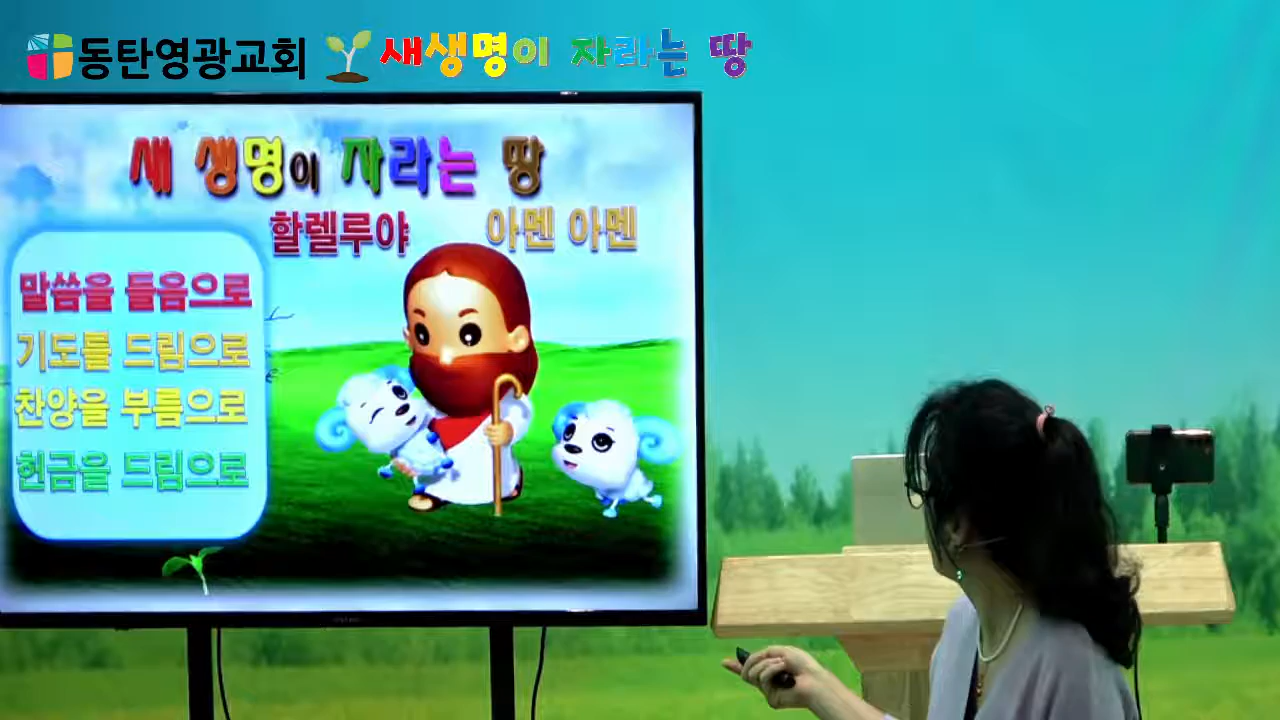 동탄영광교회 새생명이 자라는 땅
새 생명이 자라는 땅
할렐루야 아멘 아멘
말씀을 들음으로
기도를 드림으로
찬양을 부름으로
헌금을 드림으로